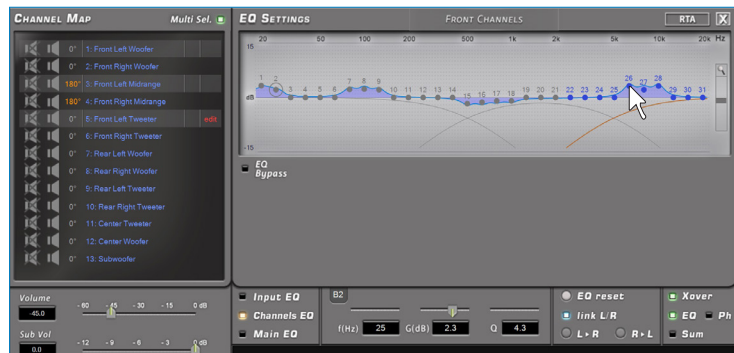 CHANNEL MAP Multi Sel.
0° 1: Front Left Woofer
0° 2: Front Right Woofer
180° 3: Front Left Midrange
180° 4: Front Right Midrange
0° 5: Front Left Tweeter edit
0° 6: Front Right Tweeter
0° 7: Rear Left Woofer
0° 8: Rear Right Woofer
0° 9: Rear Left Tweeter
0° 10: Rear Right Tweeter
0° 11: Center Tweeter
0° 12: Center Woofer
0° 13: Subwoofer
EQ SETTINGS FRONT CHANNELS RTA X
20 50 100 200 500 1k 2k 5k 10k 20k Hz
15
1 2 3 4 5 6 7 8 9 10 11 12 13 14 15 16 17 18 19 20 21 22 23 24 25 26 27 28 29 30 31
dB
-15
EQ
Bypass
Volume
-45.0
-60 -45 -30 -15 0 dB
Sub Vol
0.0
-12 -9 -6 -3 0 dB
Input EQ
Channels EQ
Main EQ
B2
f(Hz) 25 G(dB) 2.3 Q 4.3
EQ reset
link L/R
L▸R R▸L
Xover
EQ Ph
Sum